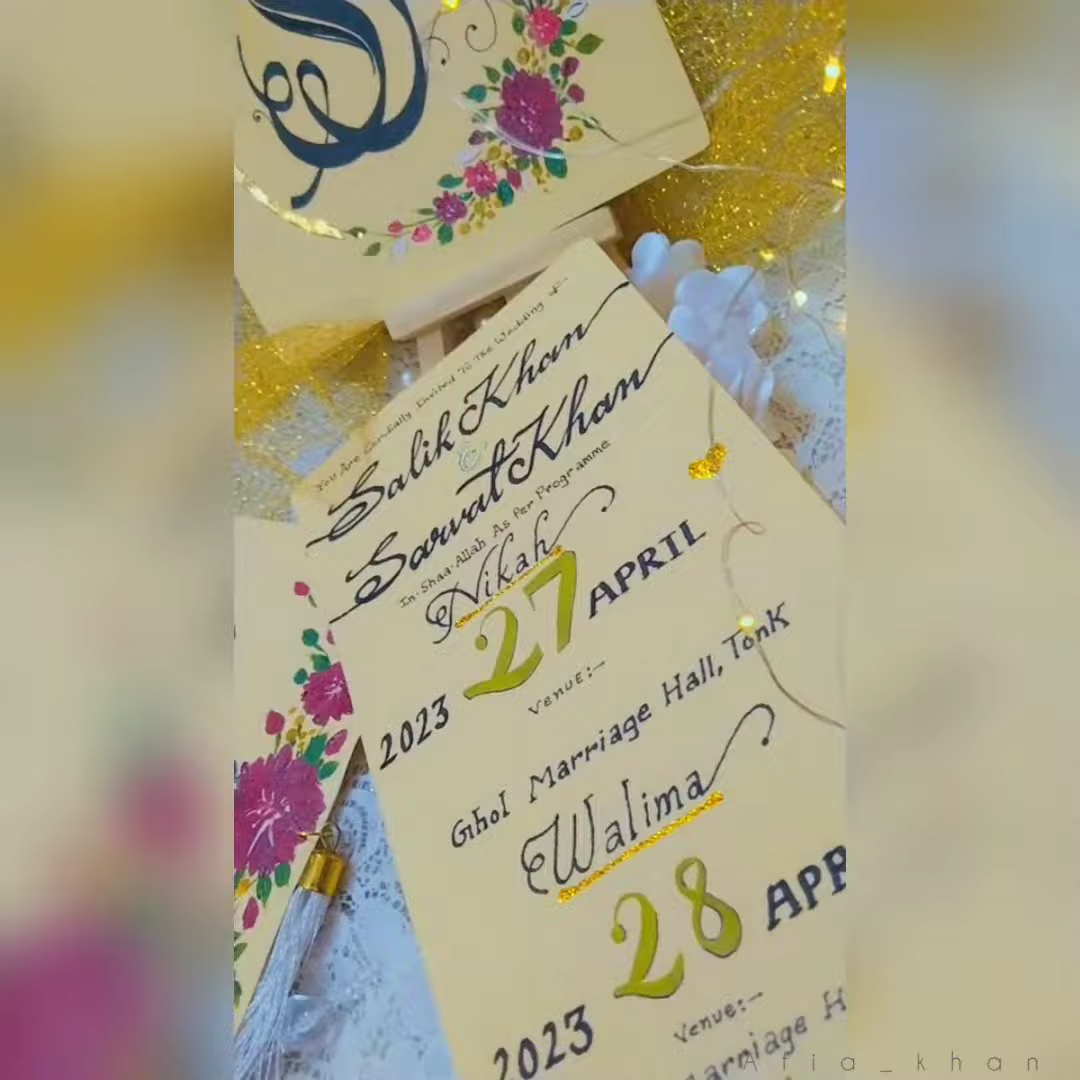 You Are Cordially Invited To The Wedding of:-
Salik Khan
&
Sarwat Khan
In-Shaa-Allah As Per Programme
Nikah
27 APRIL
2023
Venue:-
Ghol Marriage Hall, Tonk
Walima
28 APR
2023
Venue:-
arriage H
Afia_khan